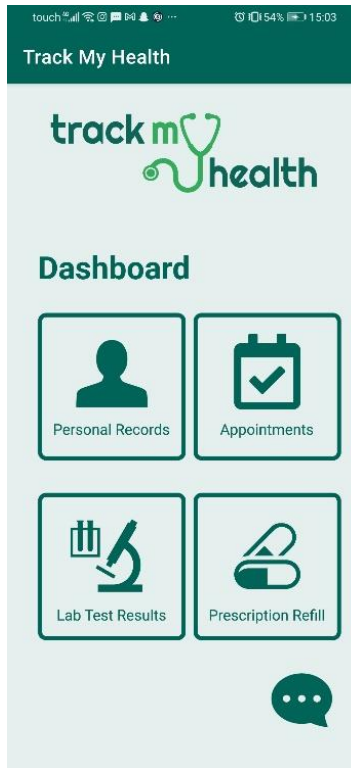 touch 54% 15:03
Track My Health
track my
health
Dashboard
Personal Records Appointments
Lab Test Results Prescription Refill